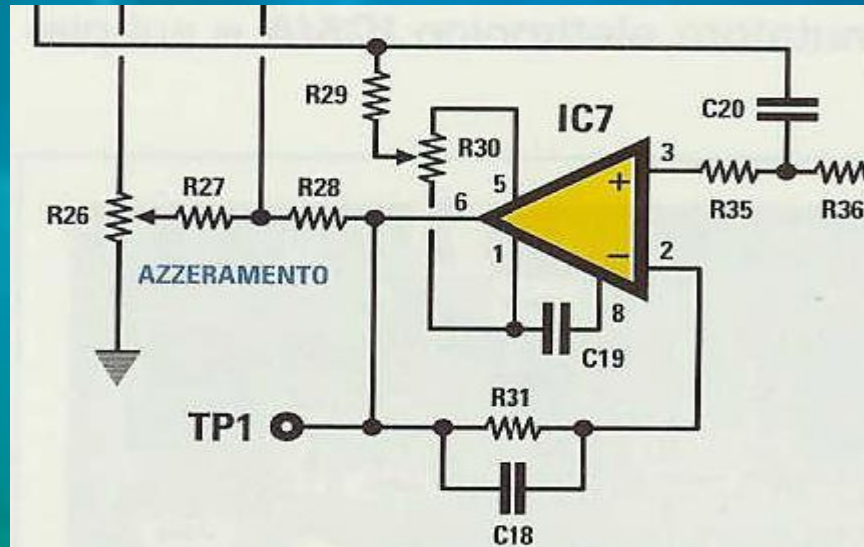 R29
R30
IC7
C20
5
3
R26
R27
R28
6
+
R35
R36
1
−
2
AZZERAMENTO
8
C19
R31
TP1
C18